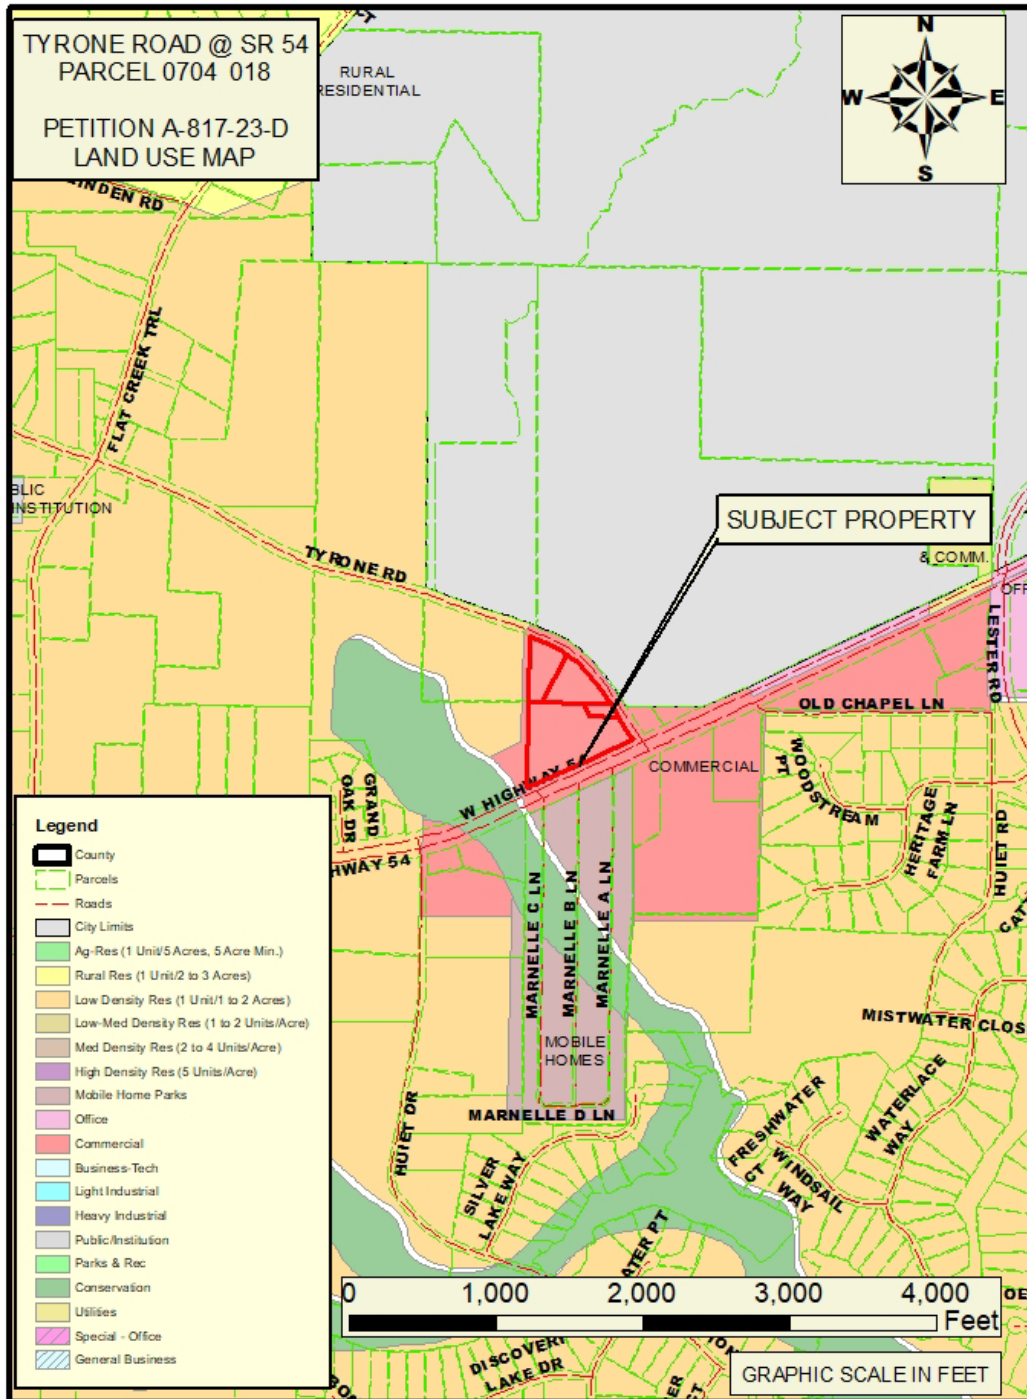 TYRONE ROAD @ SR 54
PARCEL 0704 018
PETITION A-817-23-D
LAND USE MAP
RURAL
RESIDENTIAL
N
W
E
S
LINDEN RD
FLAT CREEK TRL
BLIC
INSTITUTION
TYRONE RD
SUBJECT PROPERTY
& COMM.
OFF
LESTER RD
OLD CHAPEL LN
COMMERCIAL
W HIGHWAY 54
HWAY 54
GRAND
OAK DR
WOODSTREAM
PT
HERITAGE
FARM LN
HUIET RD
CATT
MARNELLE C LN
MARNELLE B LN
MARNELLE A LN
MOBILE
HOMES
MARNELLE D LN
MISTWATER CLOS
HUIET DR
SILVER
LAKE WAY
FRESHWATER
CT
WINDSAIL
WAY
WATERLACE
WAY
ATER PT
Legend
County
Parcels
Roads
City Limits
Ag-Res (1 Unit/5 Acres, 5 Acre Min.)
Rural Res (1 Unit/2 to 3 Acres)
Low Density Res (1 Unit/1 to 2 Acres)
Low-Med Density Res (1 to 2 Units/Acre)
Med Density Res (2 to 4 Units/Acre)
High Density Res (5 Units/Acre)
Mobile Home Parks
Office
Commercial
Business-Tech
Light Industrial
Heavy Industrial
Public/Institution
Parks & Rec
Conservation
Utilities
Special - Office
General Business
0 1,000 2,000 3,000 4,000
Feet
DISCOVER
LAKE DR
GRAPHIC SCALE IN FEET